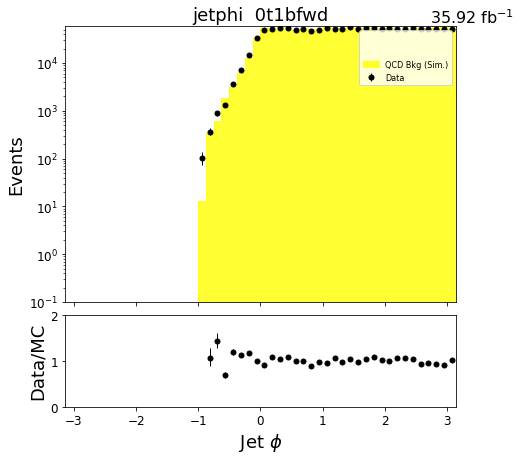 jetphi  0t1bfwd
35.92 fb⁻¹
Events
10⁴
10³
10²
10¹
10⁰
10⁻¹
QCD Bkg (Sim.)
Data
Data/MC
2
1
0
−3 −2 −1 0 1 2 3
Jet ϕ